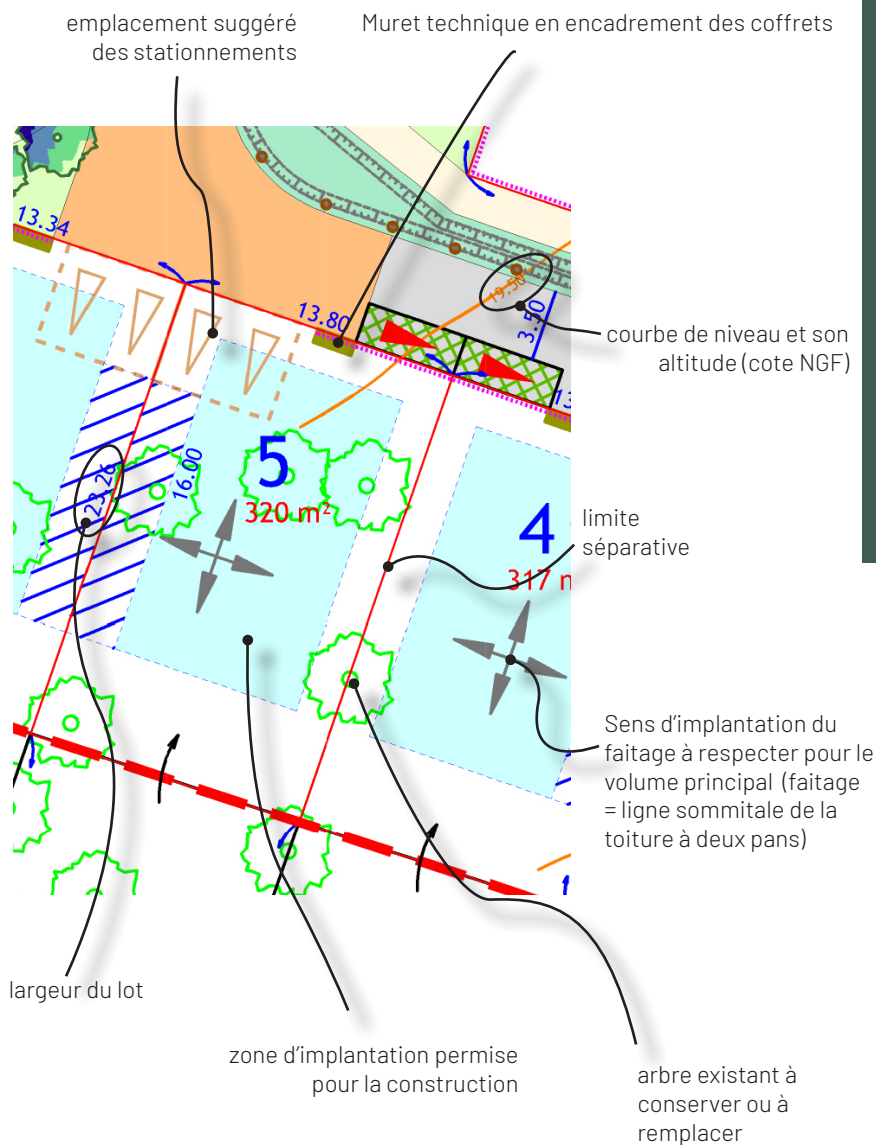 emplacement suggéré
des stationnements
Muret technique en encadrement des coffrets
13.34
13.80
19.50
3.50
courbe de niveau et son
altitude (cote NGF)
5
320 m²
16.00
23.26
4
317 m
limite
séparative
Sens d'implantation du
faitage à respecter pour le
volume principal (faitage
= ligne sommitale de la
toiture à deux pans)
largeur du lot
zone d'implantation permise
pour la construction
arbre existant à
conserver ou à
remplacer